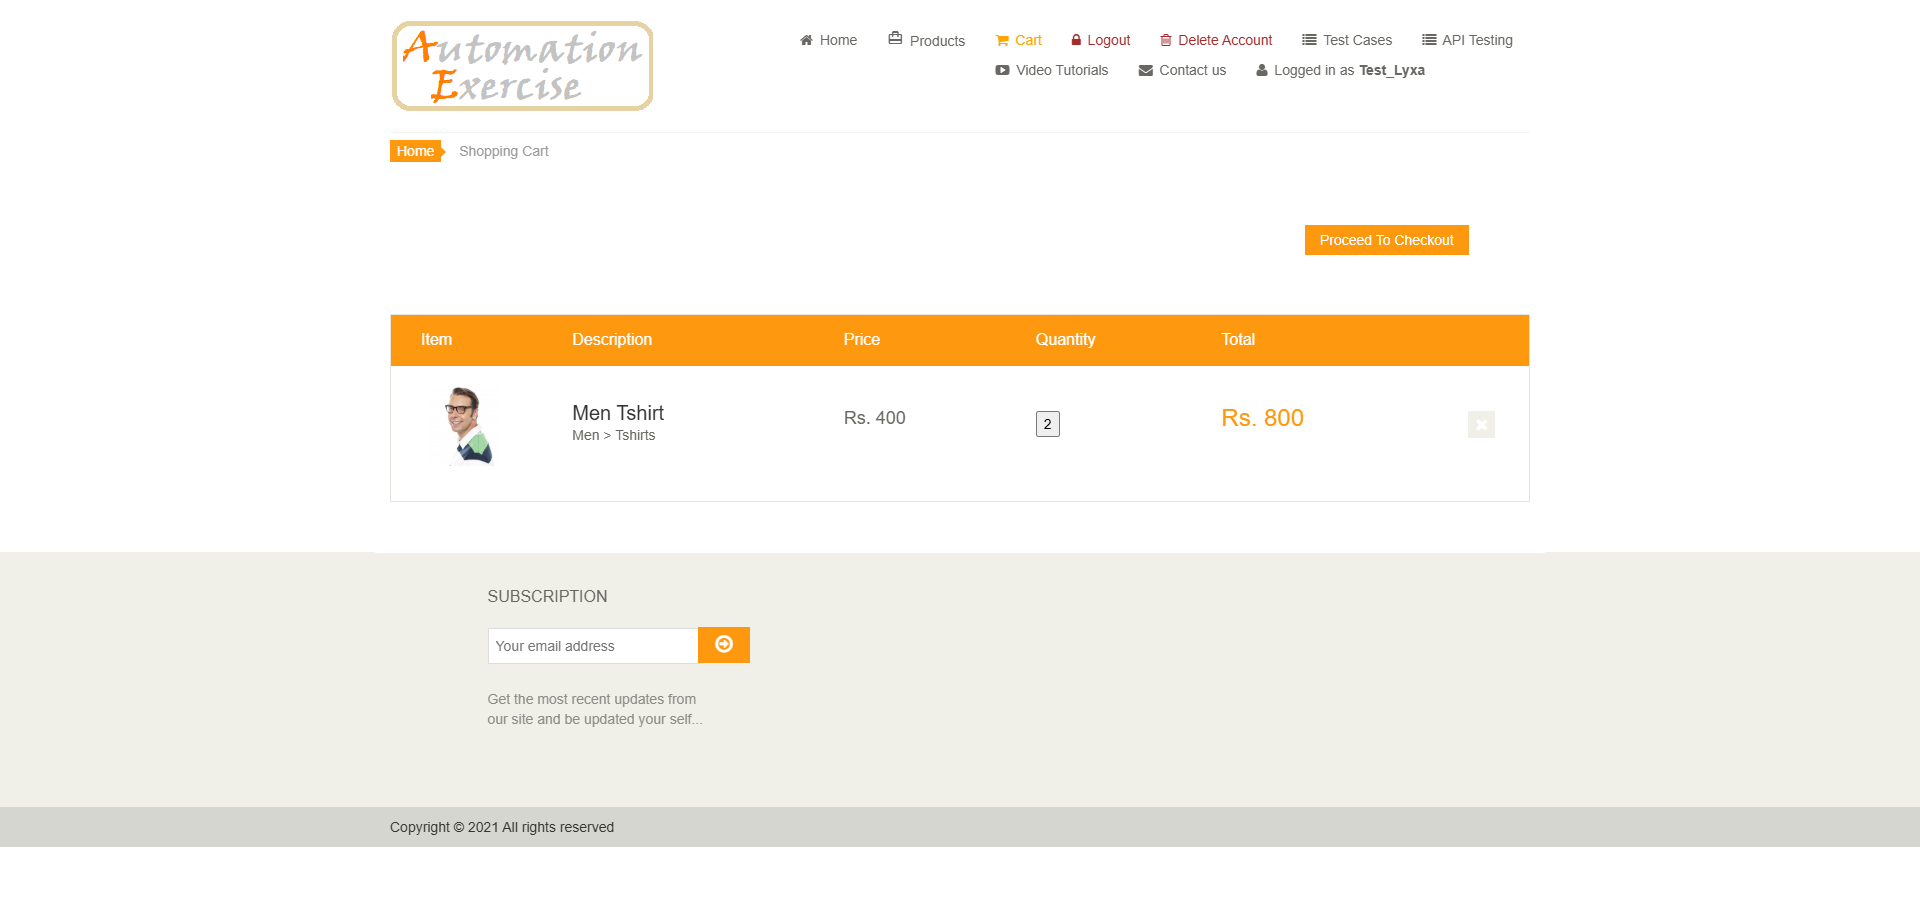 Automation
Exercise
Home Products Cart Logout Delete Account Test Cases API Testing
Video Tutorials Contact us Logged in as Test_Lyxa
Home Shopping Cart
Proceed To Checkout
Item Description Price Quantity Total
Men Tshirt Rs. 400 2 Rs. 800
Men > Tshirts
SUBSCRIPTION
Your email address
Get the most recent updates from
our site and be updated your self...
Copyright © 2021 All rights reserved